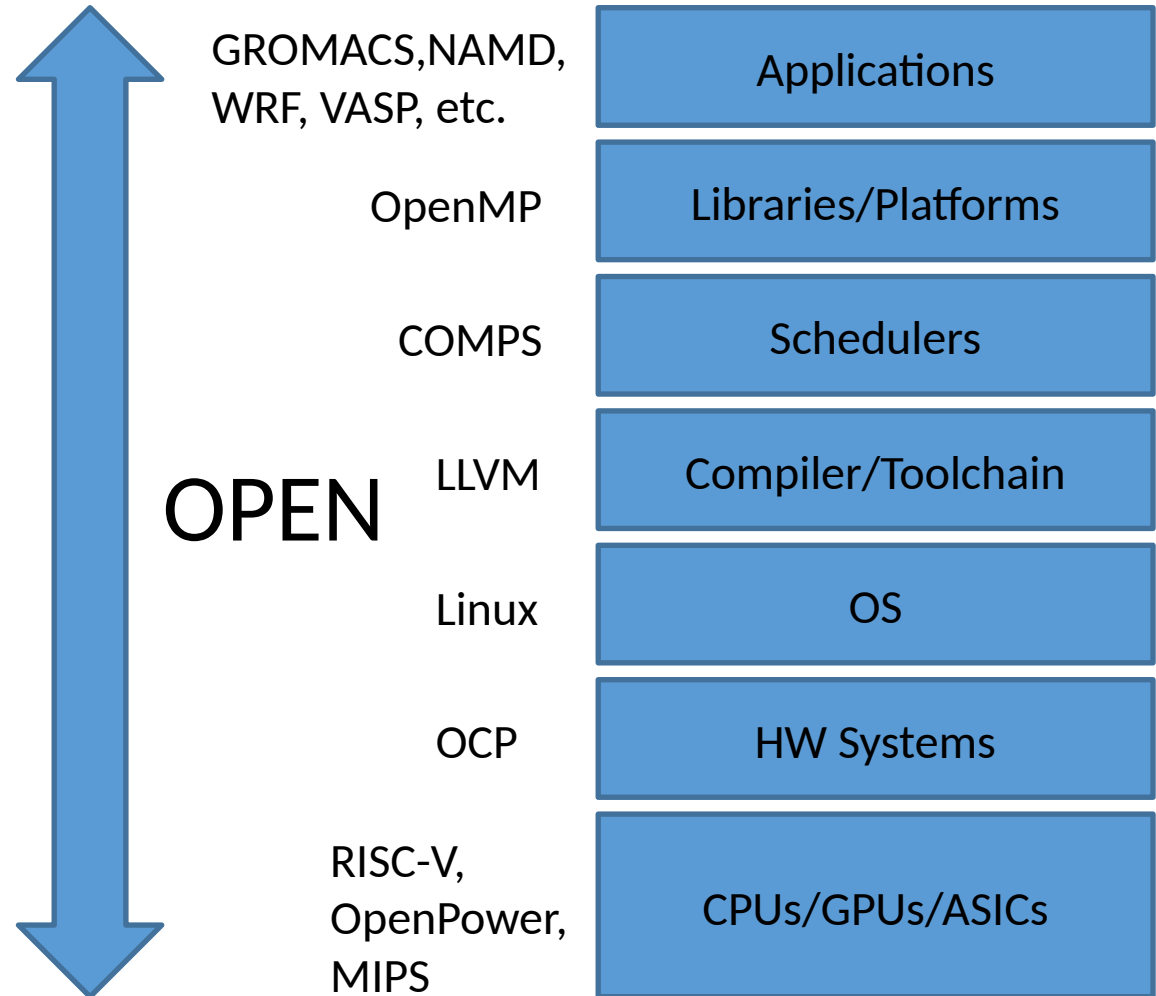 GROMACS,NAMD,
WRF, VASP, etc.
Applications
OpenMP
Libraries/Platforms
COMPS
Schedulers
OPEN
LLVM
Compiler/Toolchain
Linux
OS
OCP
HW Systems
RISC-V,
OpenPower,
MIPS
CPUs/GPUs/ASICs